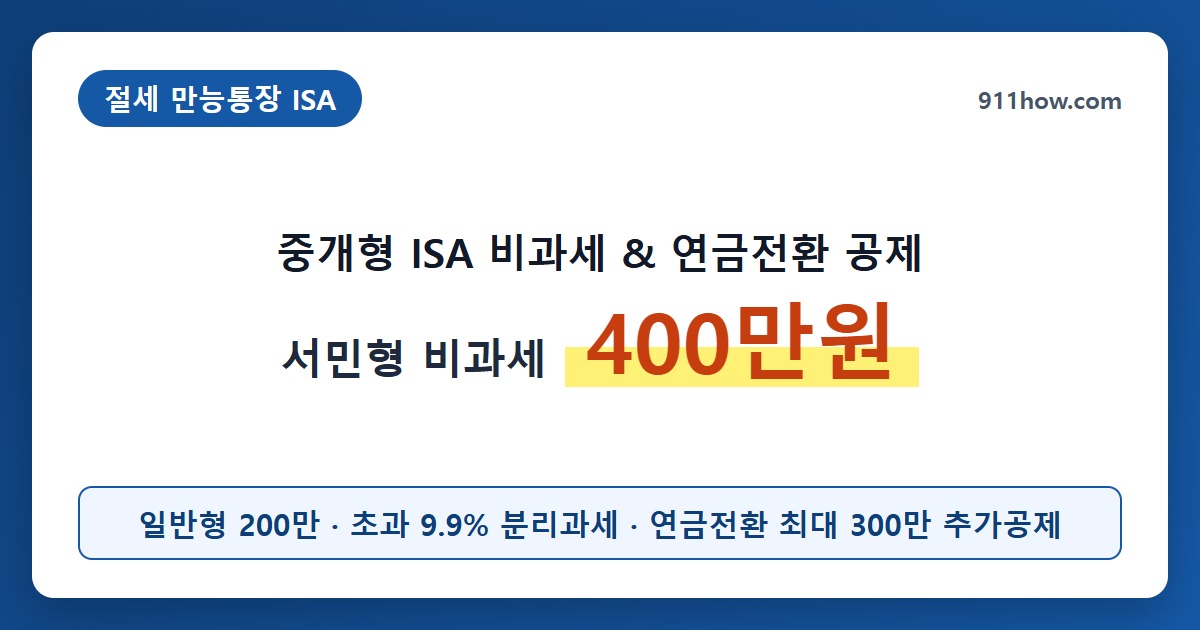 절세 만능통장 ISA
911how.com
중개형 ISA 비과세 & 연금전환 공제
서민형 비과세 400만원
일반형 200만 · 초과 9.9% 분리과세 · 연금전환 최대 300만 추가공제